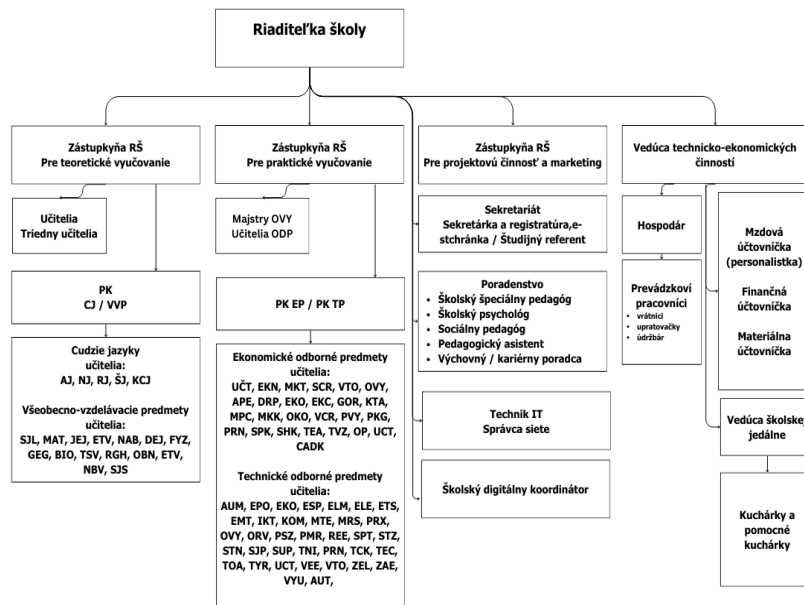 Riaditeľka školy
Zástupkyňa RŠ
Pre teoretické vyučovanie
Zástupkyňa RŠ
Pre praktické vyučovanie
Zástupkyňa RŠ
Pre projektovú činnosť a marketing
Vedúca technicko-ekonomických
činností
Učitelia
Triedny učitelia
Majstry OVY
Učitelia ODP
Sekretariát
Sekretárka a registratúra,e-
stchránka / Študijný referent
Hospodár
Mzdová
účtovníčka
(personalistka)
Finančná
účtovníčka
Materiálna
účtovníčka
PK
CJ / VVP
PK EP / PK TP
Poradenstvo
• Školský špeciálny pedagóg
• Školský psychológ
• Sociálny pedagóg
• Pedagogický asistent
• Výchovný / kariérny poradca
Prevádzkoví
pracovníci
• vrátnici
• upratovačky
• údržbár
Cudzie jazyky
učitelia:
AJ, NJ, RJ, ŠJ, KCJ
Všeobecno-vzdelávacie predmety
učitelia:
SJL, MAT, JEJ, ETV, NAB, DEJ, FYZ,
GEG, BIO, TSV, RGH, OBN, ETV,
NBV, SJS
Ekonomické odborné predmety
učitelia:
UČT, EKN, MKT, SCR, VTO, OVY,
APE, DRP, EKO, EKC, GOR, KTA,
MPC, MKK, OKO, VCR, PVY, PKG,
PRN, SPK, SHK, TEA, TVZ, OP, UCT,
CADK
Technické odborné predmety
učitelia:
AUM, EPO, EKO, ESP, ELM, ELE, ETS,
EMT, IKT, KOM, MTE, MRS, PRX,
OVY, ORV, PSZ, PMR, REE, SPT, STZ,
STN, SJP, SUP, TNI, PRN, TCK, TEC,
TOA, TYR, UCT, VEE, VTO, ZEL, ZAE,
VYU, AUT,
Technik IT
Správca siete
Školský digitálny koordinátor
Vedúca školskej
jedálne
Kuchárky a
pomocné
kuchárky